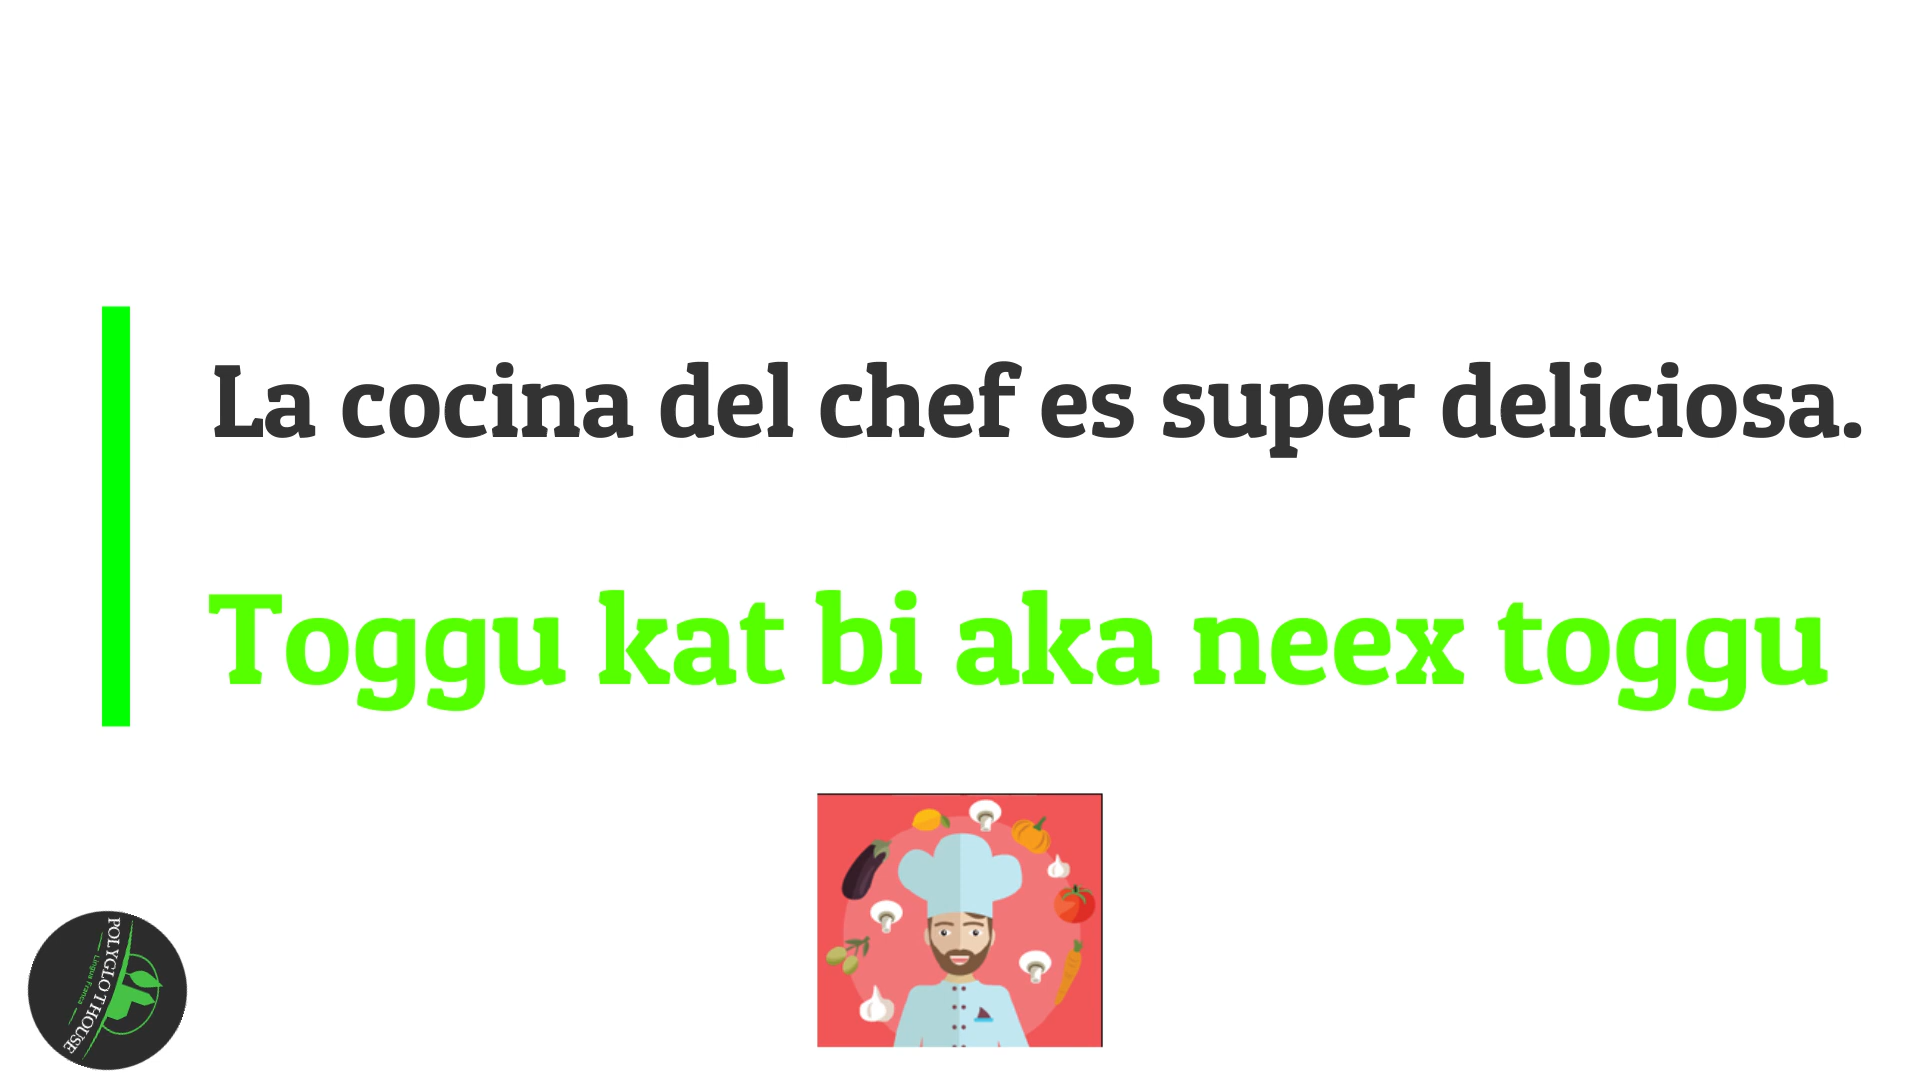 La cocina del chef es super deliciosa.
Toggu kat bi aka neex toggu
POLYGLOT HOUSE
Lingua Franca